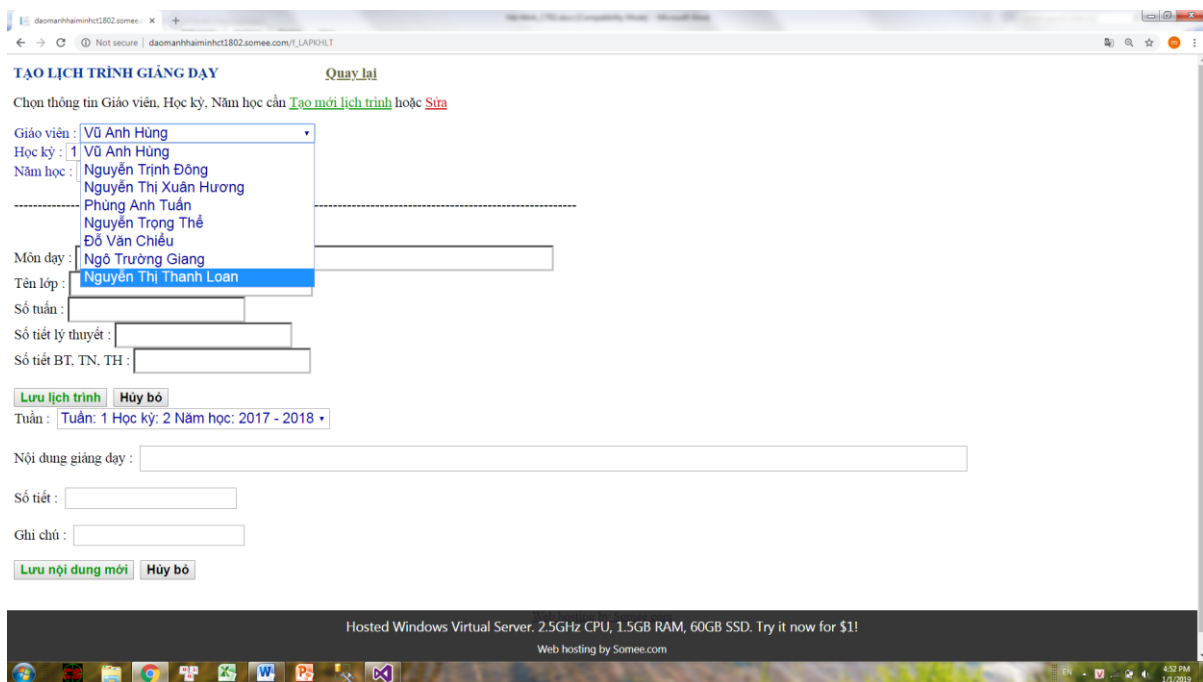 daomanhhaiminhct1802.somee.
Not secure | daomanhhaiminhct1802.somee.com/f_LAPKHLT
TẠO LỊCH TRÌNH GIẢNG DẠY Quay lại
Chọn thông tin Giáo viên, Học kỳ, Năm học cần Tạo mới lịch trình hoặc Sửa
Giáo viên : Vũ Anh Hùng
Học kỳ : 1 Vũ Anh Hùng
Năm học : Nguyễn Trịnh Đông
Nguyễn Thị Xuân Hương
Phùng Anh Tuấn
Nguyễn Trọng Thể
Đỗ Văn Chiểu
Môn dạy : Ngô Trường Giang
Tên lớp : Nguyễn Thị Thanh Loan
Số tuần :
Số tiết lý thuyết :
Số tiết BT, TN, TH :
Lưu lịch trình Hủy bỏ
Tuần : Tuần: 1 Học kỳ: 2 Năm học: 2017 - 2018
Nội dung giảng dạy :
Số tiết :
Ghi chú :
Lưu nội dung mới Hủy bỏ
Hosted Windows Virtual Server. 2.5GHz CPU, 1.5GB RAM, 60GB SSD. Try it now for $1!
Web hosting by Somee.com
EN
4:52 PM
1/1/2019